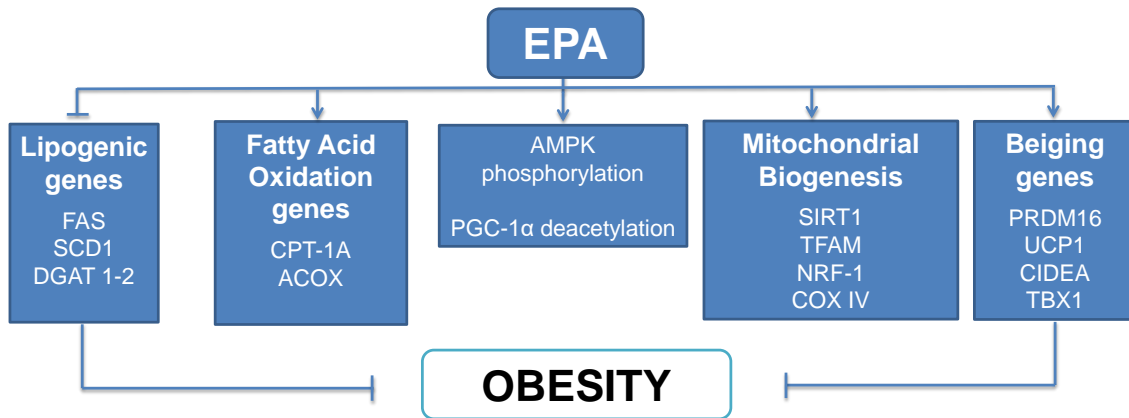 EPA
Lipogenic
genes
FAS
SCD1
DGAT 1-2
Fatty Acid
Oxidation
genes
CPT-1A
ACOX
AMPK
phosphorylation
PGC-1α deacetylation
Mitochondrial
Biogenesis
SIRT1
TFAM
NRF-1
COX IV
Beiging
genes
PRDM16
UCP1
CIDEA
TBX1
OBESITY